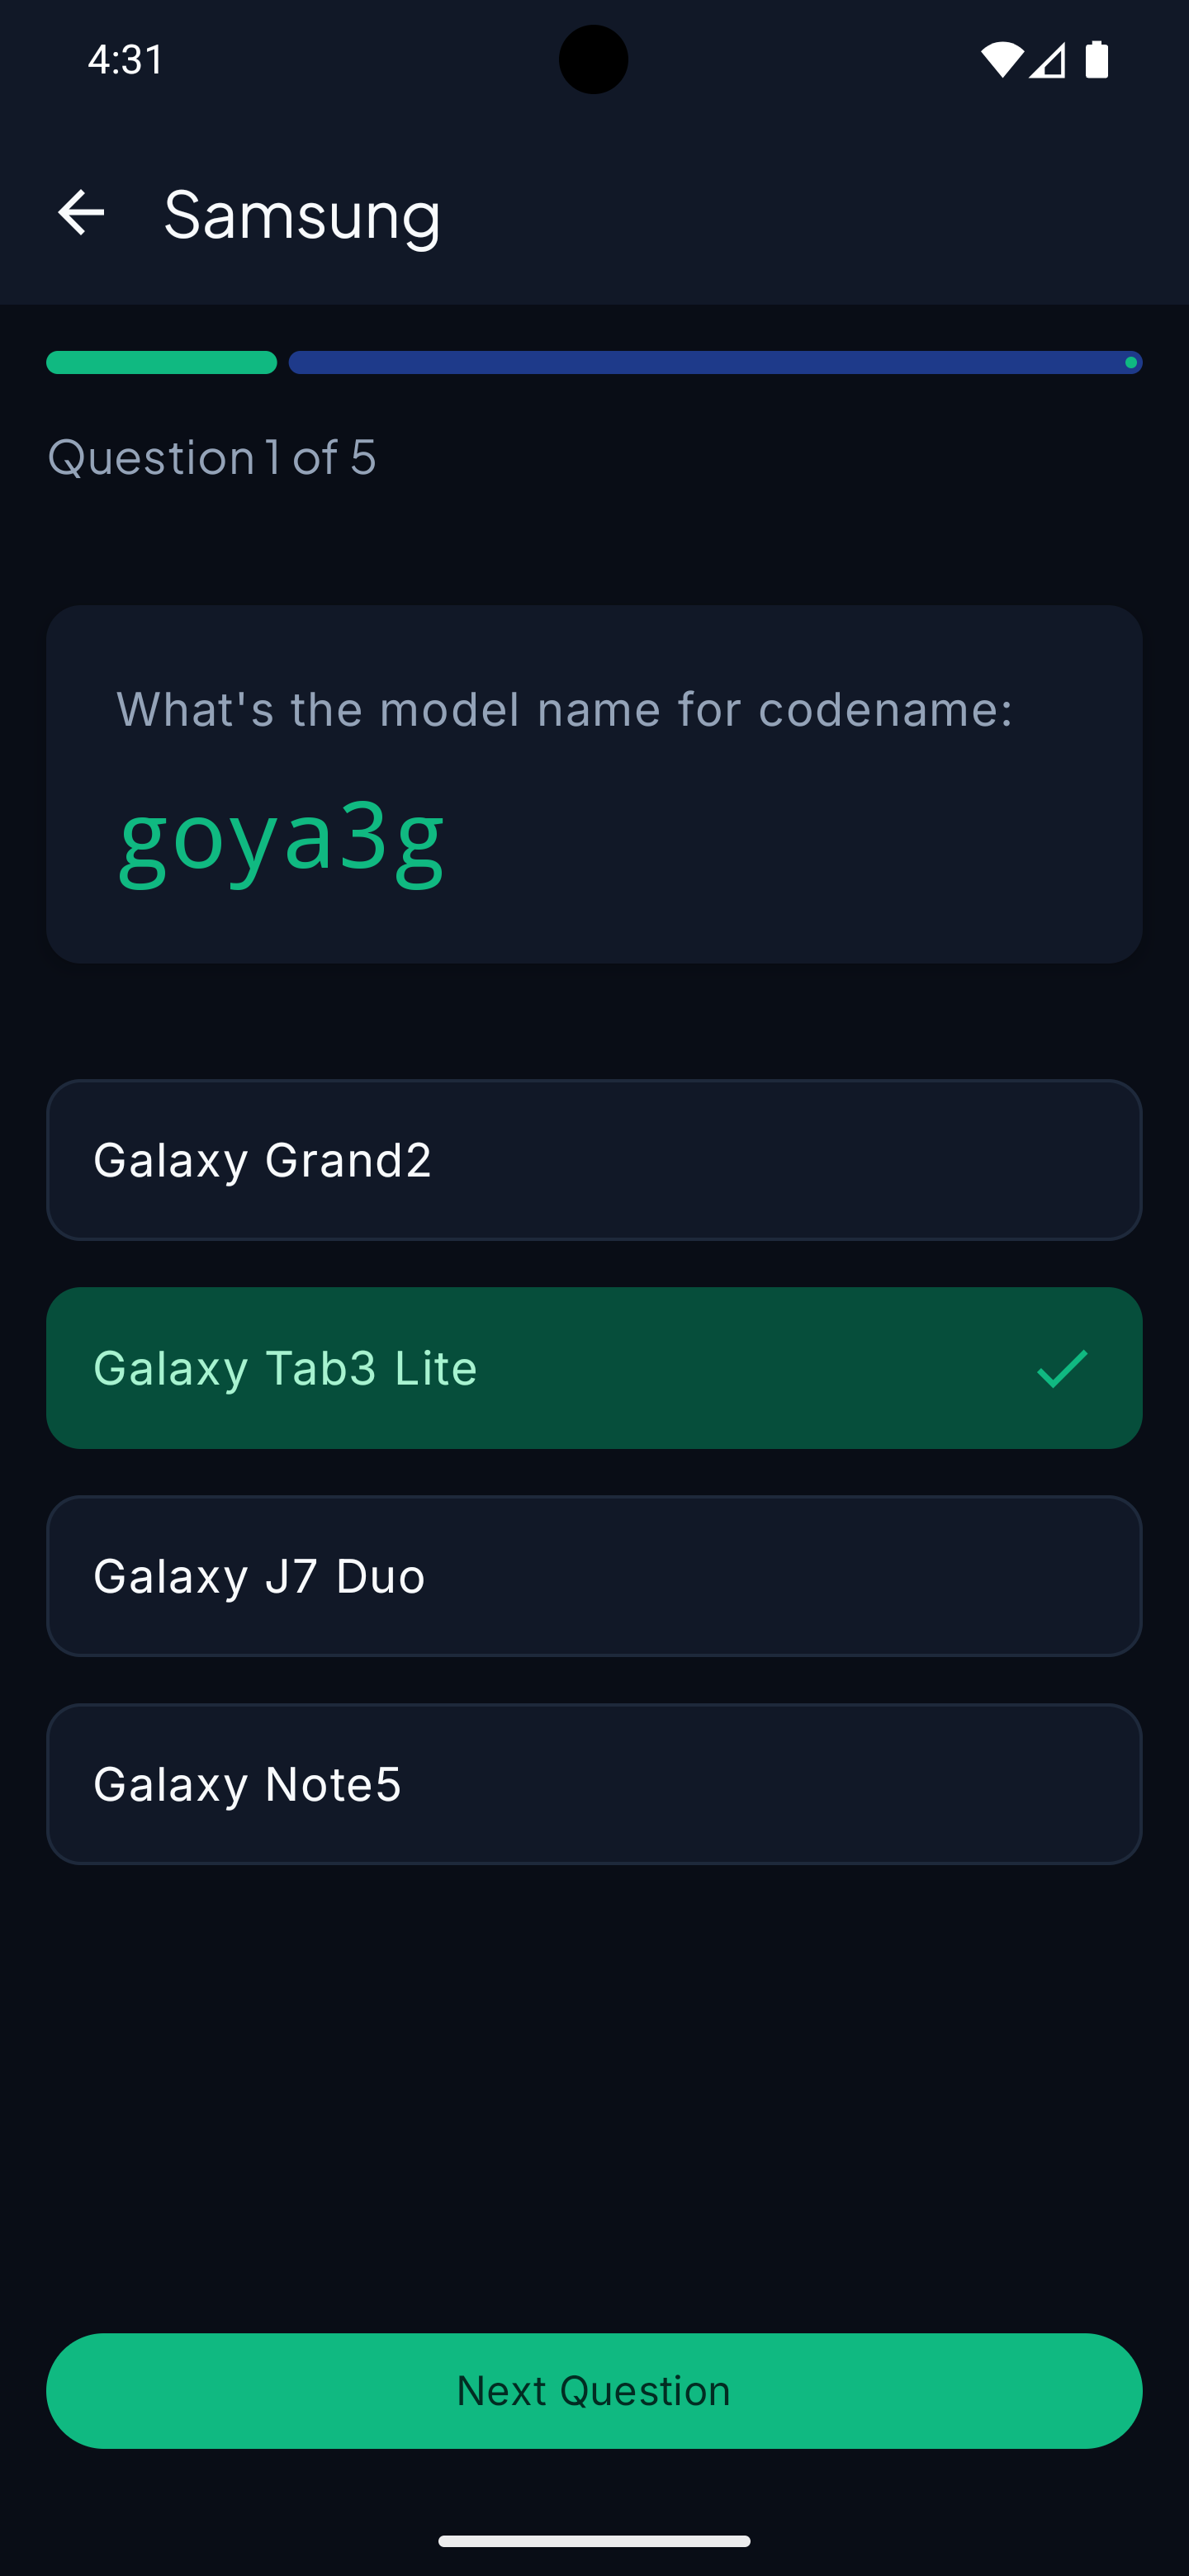 4:31
Samsung
Question 1 of 5
What's the model name for codename:
goya3g
Galaxy Grand2
Galaxy Tab3 Lite
Galaxy J7 Duo
Galaxy Note5
Next Question